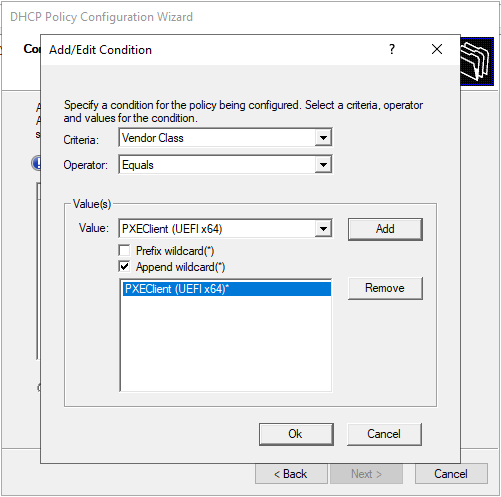 DHCP Policy Configuration Wizard
Add/Edit Condition
Specify a condition for the policy being configured. Select a criteria, operator
and values for the condition.
Criteria: Vendor Class
Operator: Equals
Value(s)
Value: PXEClient (UEFI x64) Add
Prefix wildcard(*)
Append wildcard(*)
PXEClient (UEFI x64)* Remove
Ok Cancel
< Back Next > Cancel